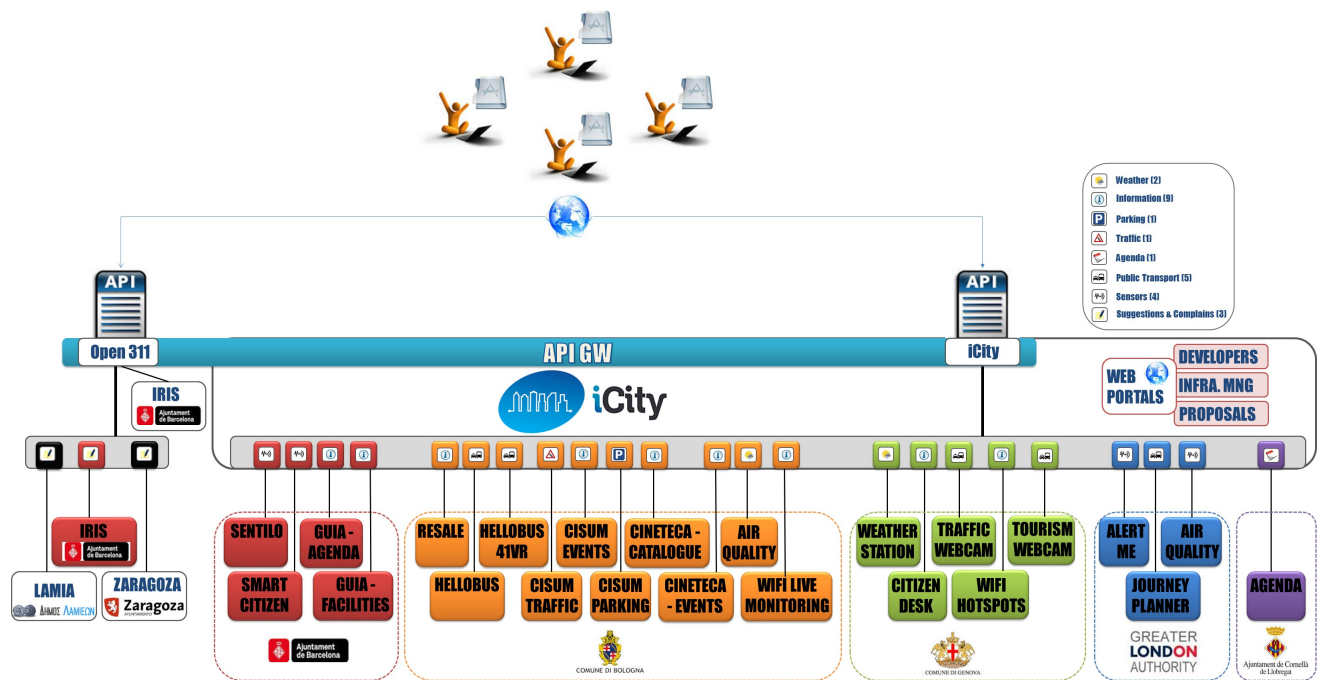 Weather (2)
Information (9)
Parking (1)
Traffic (1)
Agenda (1)
Public Transport (5)
Sensors (4)
Suggestions & Complains (3)
API
API
Open 311
API GW
iCity
iCity
WEB
PORTALS
DEVELOPERS
INFRA. MNG
PROPOSALS
IRIS
Ajuntament
de Barcelona
IRIS
Ajuntament
de Barcelona
LAMIA
ΔΗΜΟΣ ΛΑΜΙΕΩΝ
ZARAGOZA
Zaragoza
AYUNTAMIENTO
SENTILO
GUIA -
AGENDA
SMART
CITIZEN
GUIA -
FACILITIES
Ajuntament
de Barcelona
RESALE
HELLOBUS
41VR
CISUM
EVENTS
CINETECA -
CATALOGUE
AIR
QUALITY
HELLOBUS
CISUM
TRAFFIC
CISUM
PARKING
CINETECA
- EVENTS
WIFI LIVE
MONITORING
COMUNE DI BOLOGNA
WEATHER
STATION
TRAFFIC
WEBCAM
TOURISM
WEBCAM
CITIZEN
DESK
WIFI
HOTSPOTS
COMUNE DI GENOVA
ALERT
ME
AIR
QUALITY
JOURNEY
PLANNER
GREATER
LONDON
AUTHORITY
AGENDA
Ajuntament de Cornellà
de Llobregat